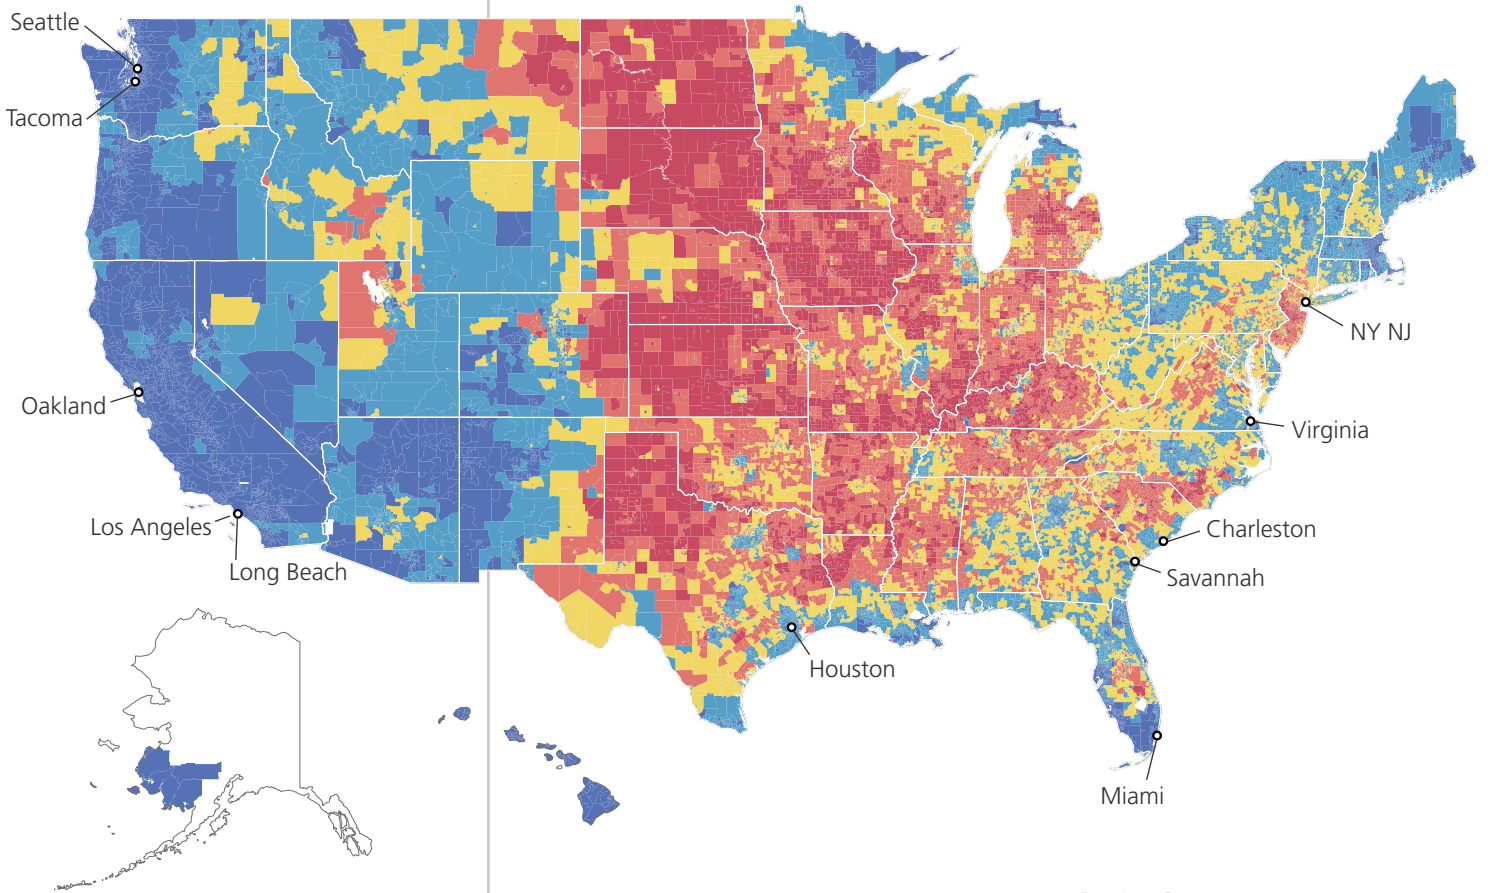 Seattle
Tacoma
NY NJ
Oakland
Virginia
Los Angeles
Charleston
Long Beach
Savannah
Houston
Miami